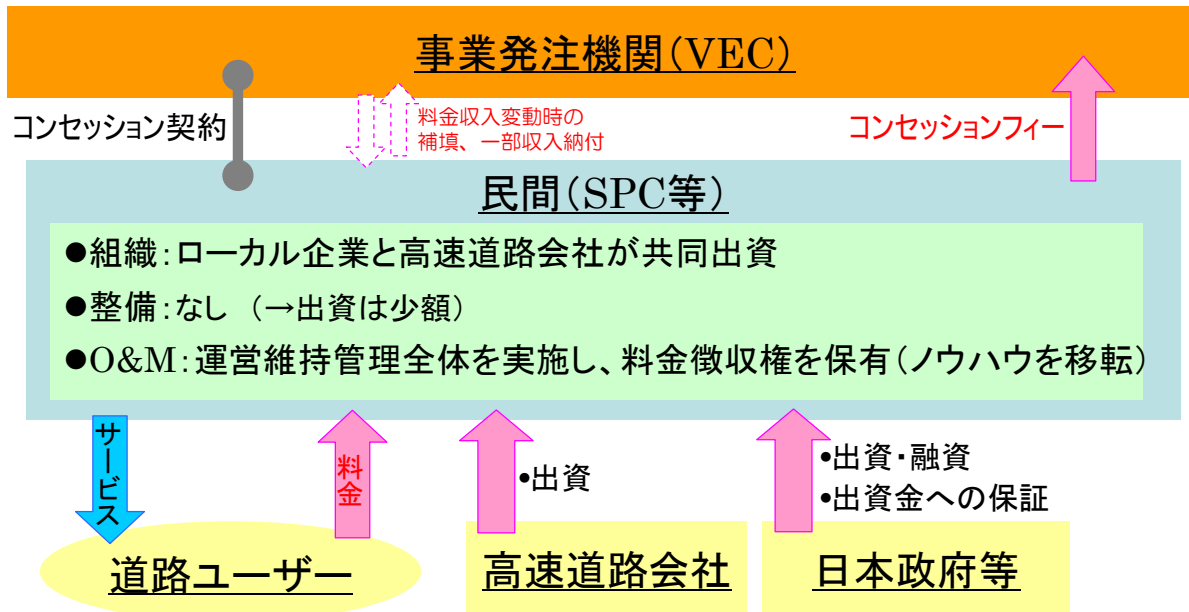 事業発注機関(VEC)
コンセッション契約
料金収入変動時の
補填、一部収入納付
コンセッションフィー
民間(SPC等)
●組織:ローカル企業と高速道路会社が共同出資
●整備:なし (→出資は少額)
●O&M:運営維持管理全体を実施し、料金徴収権を保有(ノウハウを移転)
サービス
料金
•出資
•出資・融資
•出資金への保証
道路ユーザー
高速道路会社
日本政府等